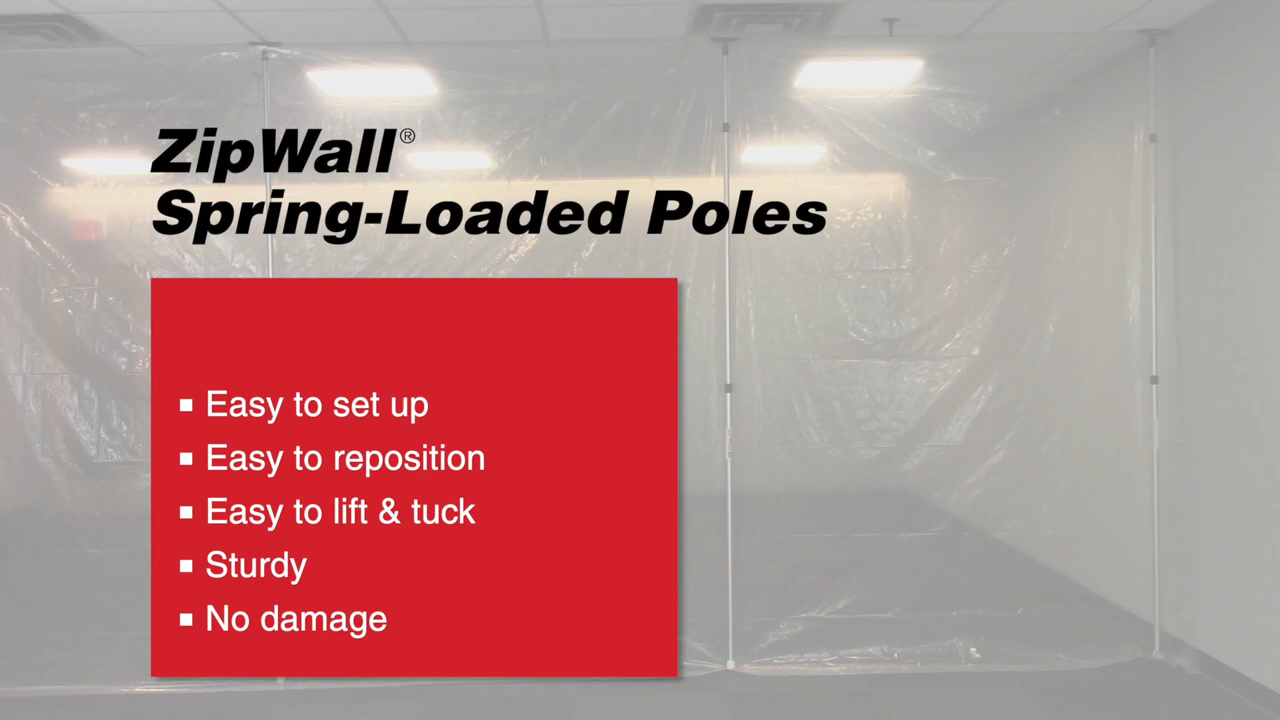 ZipWall®
Spring-Loaded Poles
▪ Easy to set up
▪ Easy to reposition
▪ Easy to lift & tuck
▪ Sturdy
▪ No damage